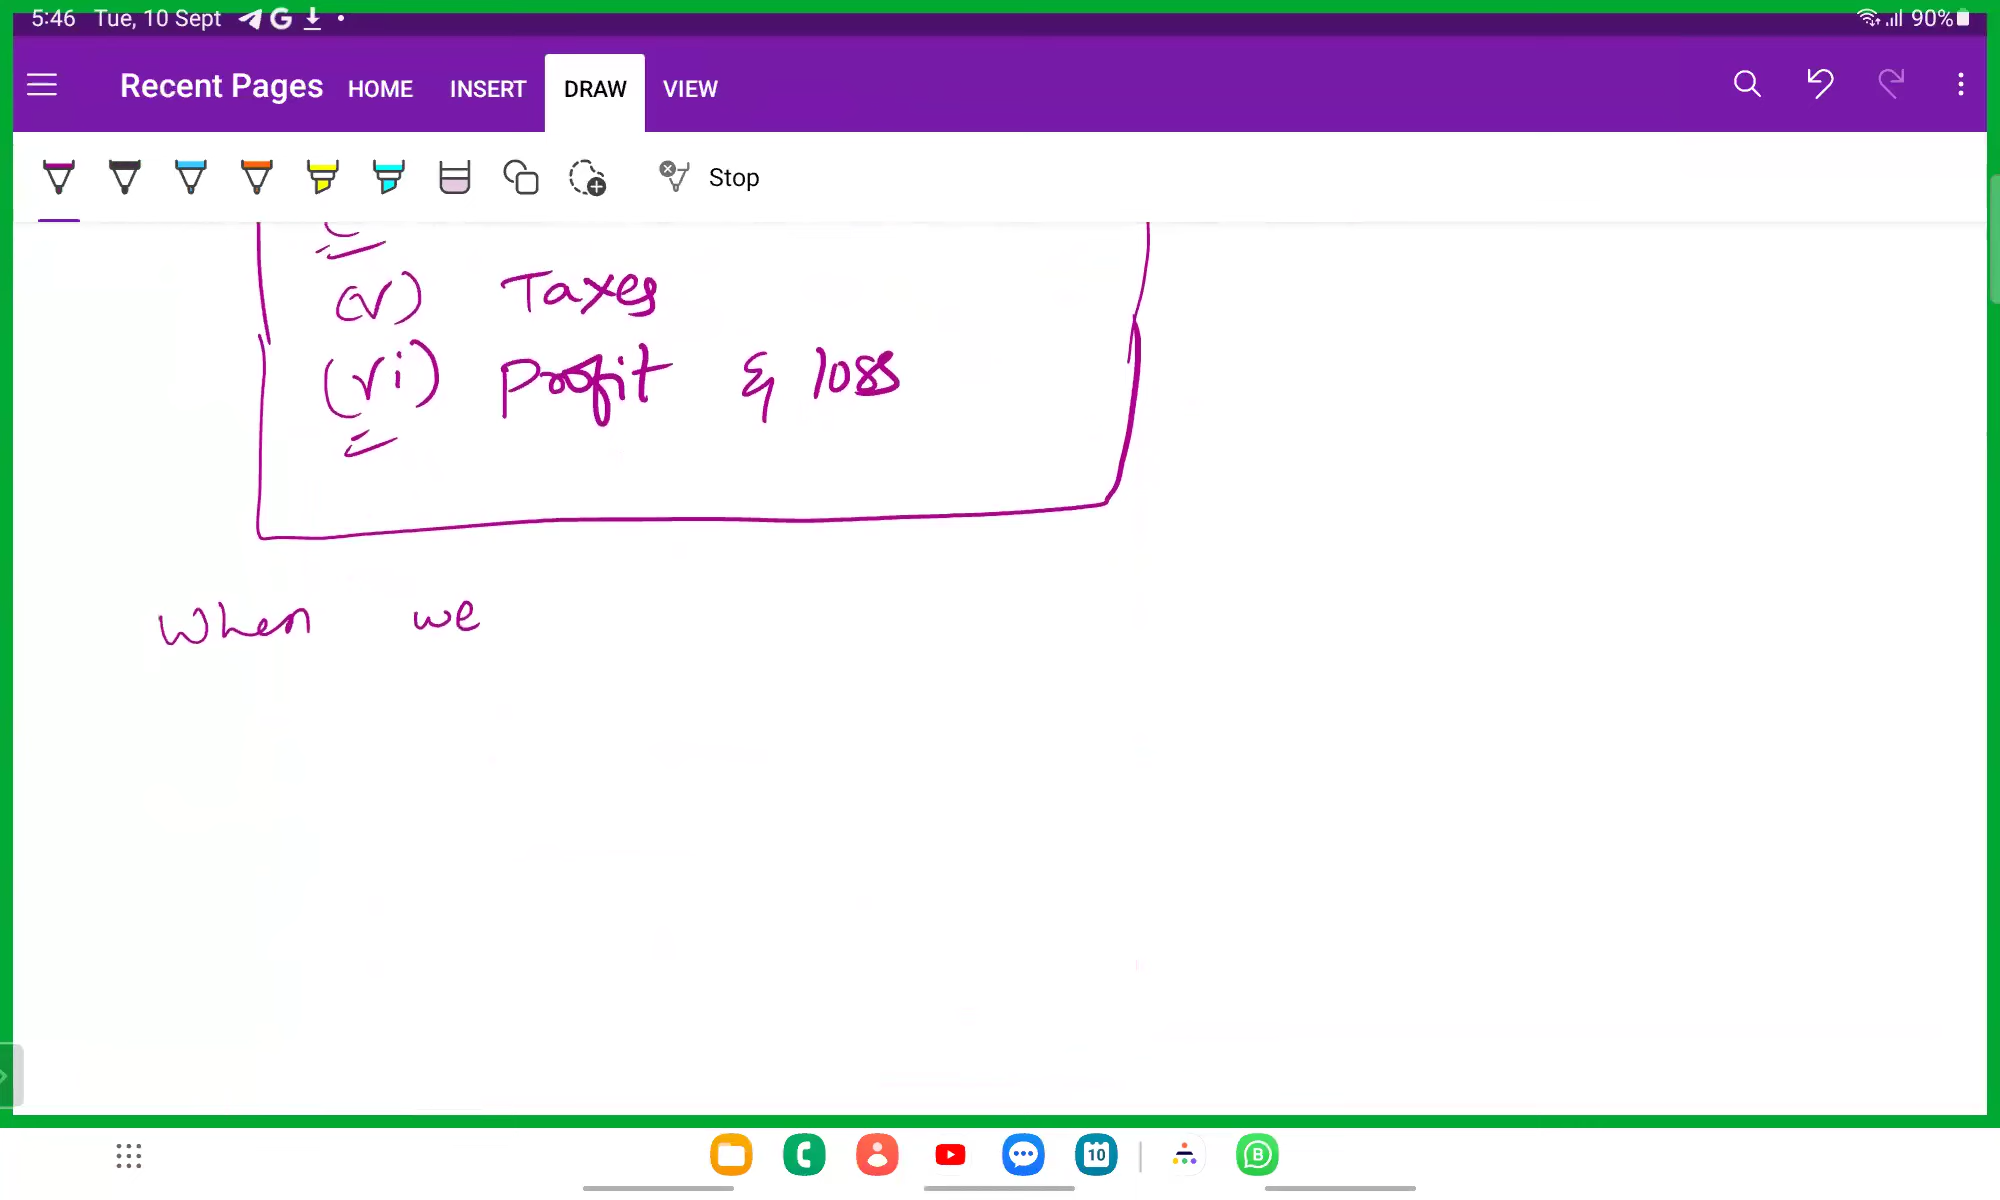 5:46 Tue, 10 Sept G 90%
Recent Pages HOME INSERT DRAW VIEW
Stop
(v) Taxes
(vi) Profit & loss
When we
10
B